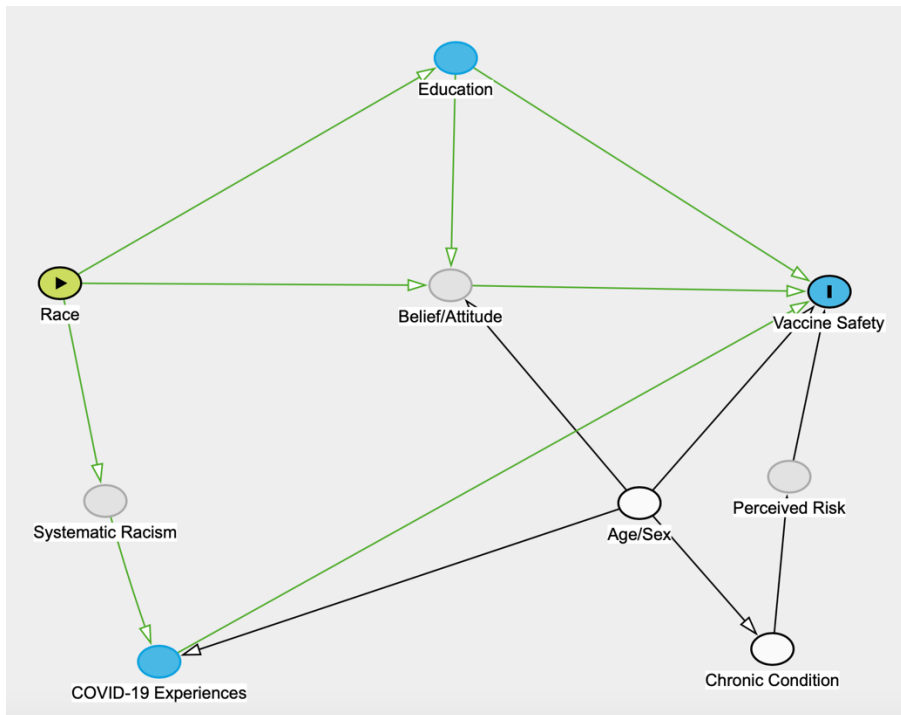 Education
Race
Belief/Attitude
Vaccine Safety
Systematic Racism
Age/Sex
Perceived Risk
COVID-19 Experiences
Chronic Condition